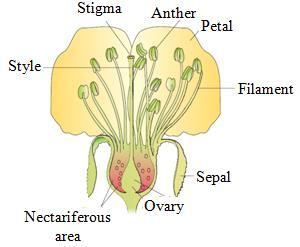 Stigma
Anther
Petal
Style
Filament
Sepal
Ovary
Nectariferous
area